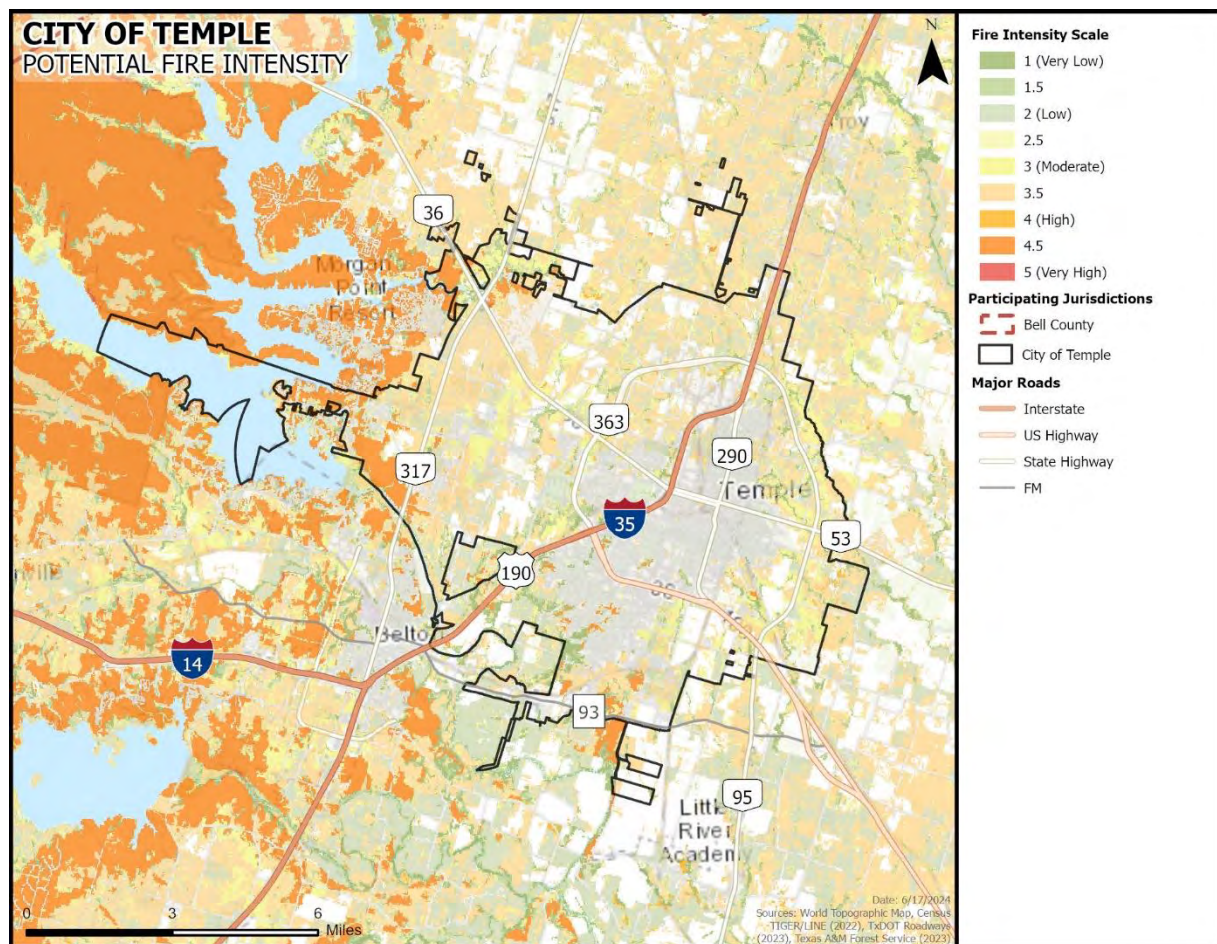 CITY OF TEMPLE
POTENTIAL FIRE INTENSITY
N
36
Morgan
Point
Resort
363
317
290
Temple
35
53
190
Belto
14
93
95
Little
River
Academy
0 3 6
Miles
Date: 6/17/2024
Sources: World Topographic Map, Census
TIGER/LINE (2022), TxDOT Roadways
(2023), Texas A&M Forest Service (2023)
Fire Intensity Scale
1 (Very Low)
1.5
2 (Low)
2.5
3 (Moderate)
3.5
4 (High)
4.5
5 (Very High)
Participating Jurisdictions
Bell County
City of Temple
Major Roads
Interstate
US Highway
State Highway
FM